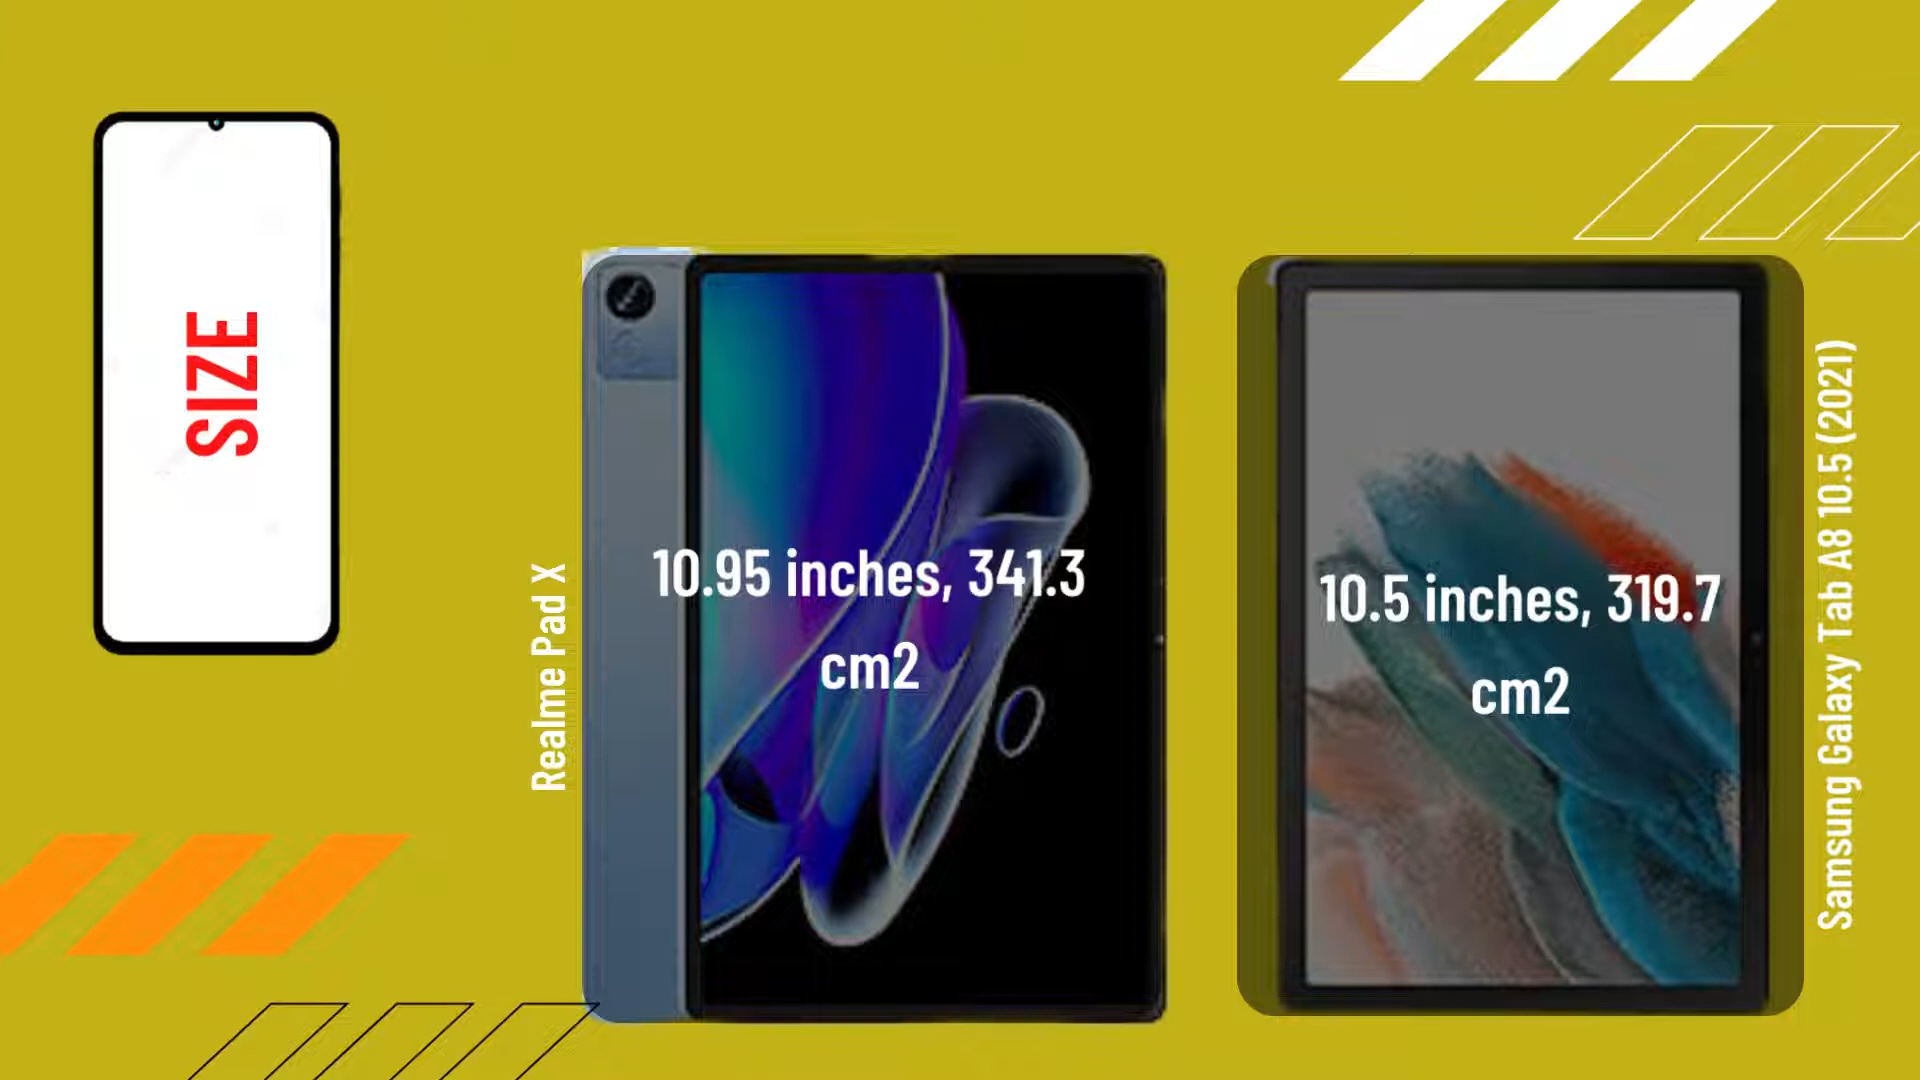 SIZE
Realme Pad X
10.95 inches, 341.3
cm2
10.5 inches, 319.7
cm2
Samsung Galaxy Tab A8 10.5 (2021)